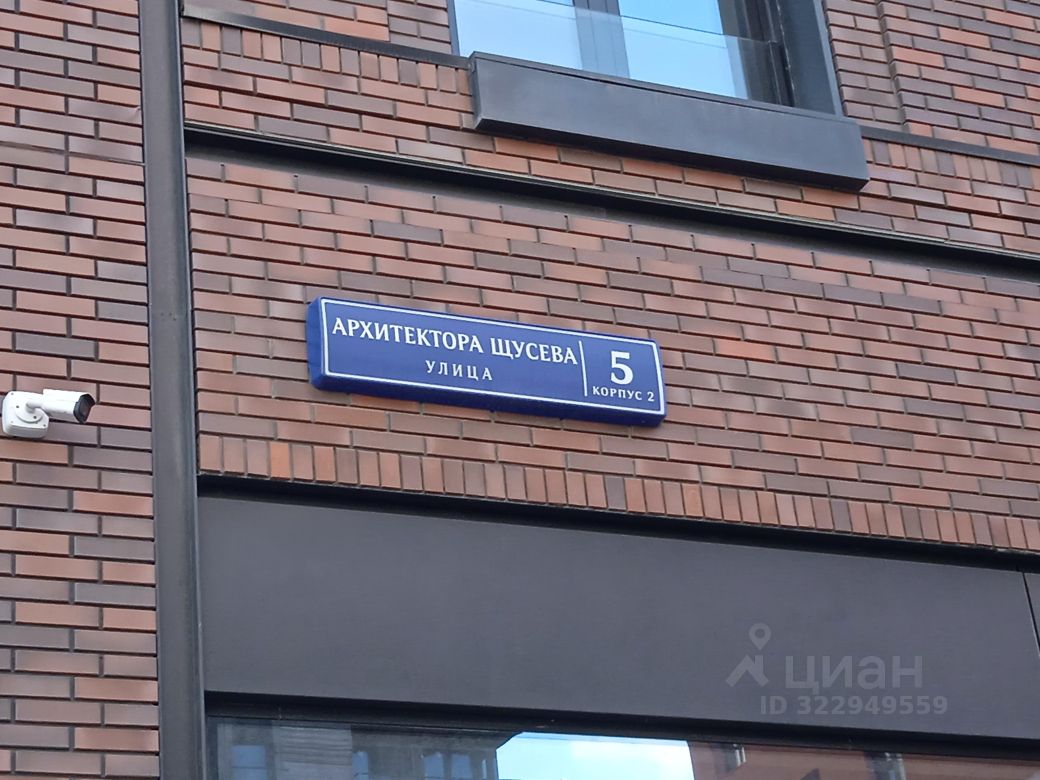 АРХИТЕКТОРА ЩУСЕВА
УЛИЦА
5
КОРПУС 2
циан
ID 322949559